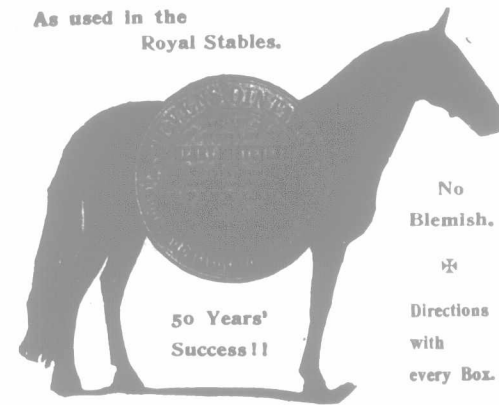 As used in the
Royal Stables.
No
Blemish.
50 Years'
Success!!
Directions
with
every Box.